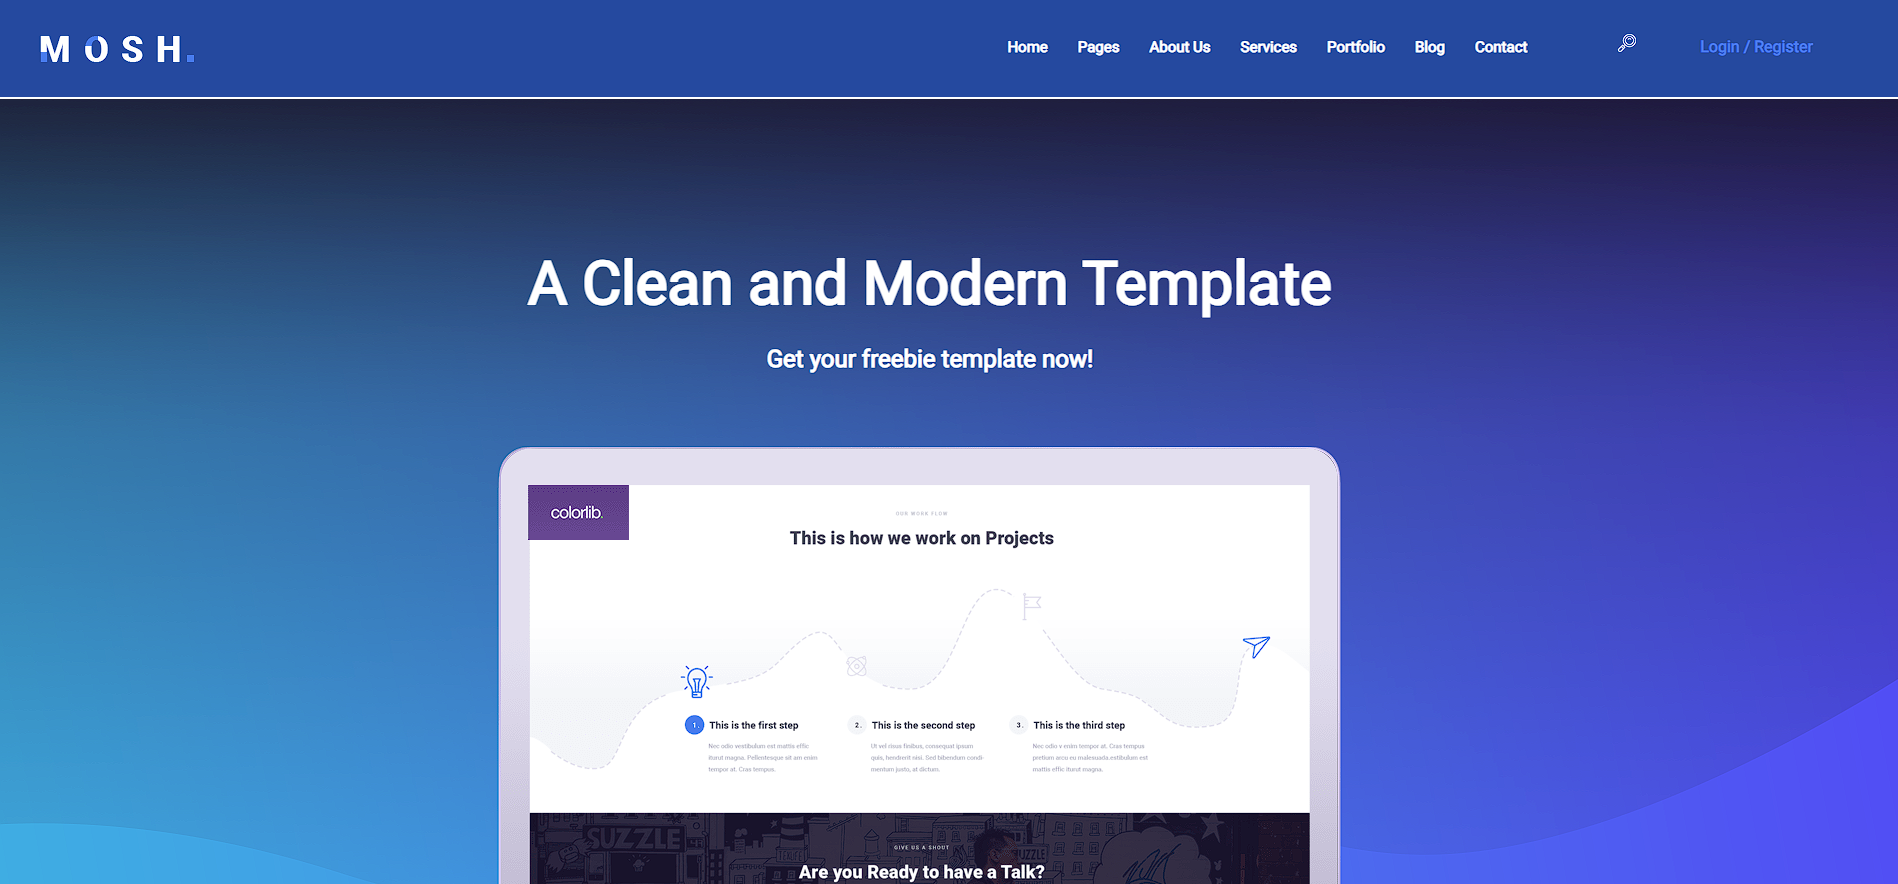 MOSH.
Home Pages About Us Services Portfolio Blog Contact Login / Register
A Clean and Modern Template
Get your freebie template now!
colorlib.
OUR WORK FLOW
This is how we work on Projects
1. This is the first step
Nec odio vestibulum est mattis effic
iturut magna. Pellentesque sit am enim
tempor at. Cras tempus.
2. This is the second step
Ut vel risus finibus, consequat ipsum
quis, hendrerit nisi. Sed bibendum condi-
mentum justo, at dictum.
3. This is the third step
Nec odio v enim tempor at. Cras tempus
pretium arcu eu malesuada.estibulum est
mattis effic iturut magna.
SUZZLE
GIVE US A SHOUT
Are you Ready to have a Talk?